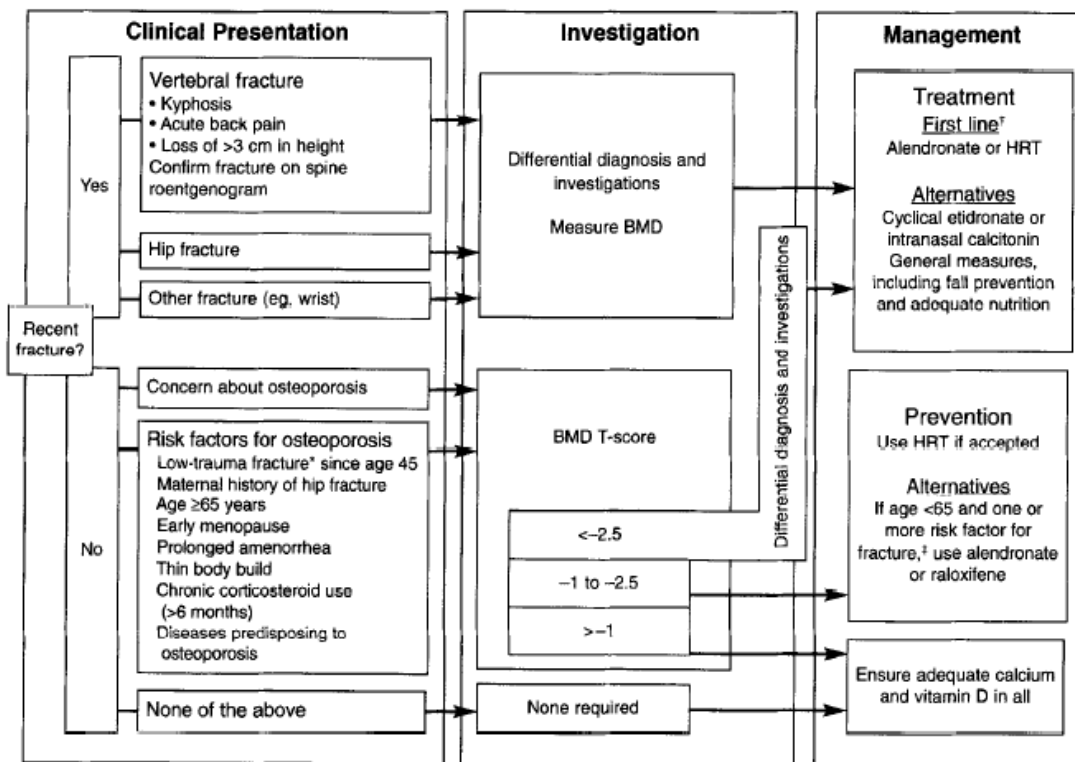 Clinical Presentation
Recent
fracture?
Yes
Vertebral fracture
• Kyphosis
• Acute back pain
• Loss of >3 cm in height
Confirm fracture on spine
roentgenogram
Hip fracture
Other fracture (eg, wrist)
No
Concern about osteoporosis
Risk factors for osteoporosis
Low-trauma fracture* since age 45
Maternal history of hip fracture
Age ≥65 years
Early menopause
Prolonged amenorrhea
Thin body build
Chronic corticosteroid use
(>6 months)
Diseases predisposing to
osteoporosis
None of the above
Investigation
Differential diagnosis and
investigations
Measure BMD
BMD T-score
<–2.5
–1 to –2.5
>–1
Differential diagnosis and investigations
None required
Management
Treatment
First line†
Alendronate or HRT
Alternatives
Cyclical etidronate or
intranasal calcitonin
General measures,
including fall prevention
and adequate nutrition
Prevention
Use HRT if accepted
Alternatives
If age <65 and one or
more risk factor for
fracture,‡ use alendronate
or raloxifene
Ensure adequate calcium
and vitamin D in all